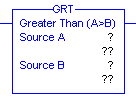 GRT
Greater Than (A>B)
Source A ?
??
Source B ?
??